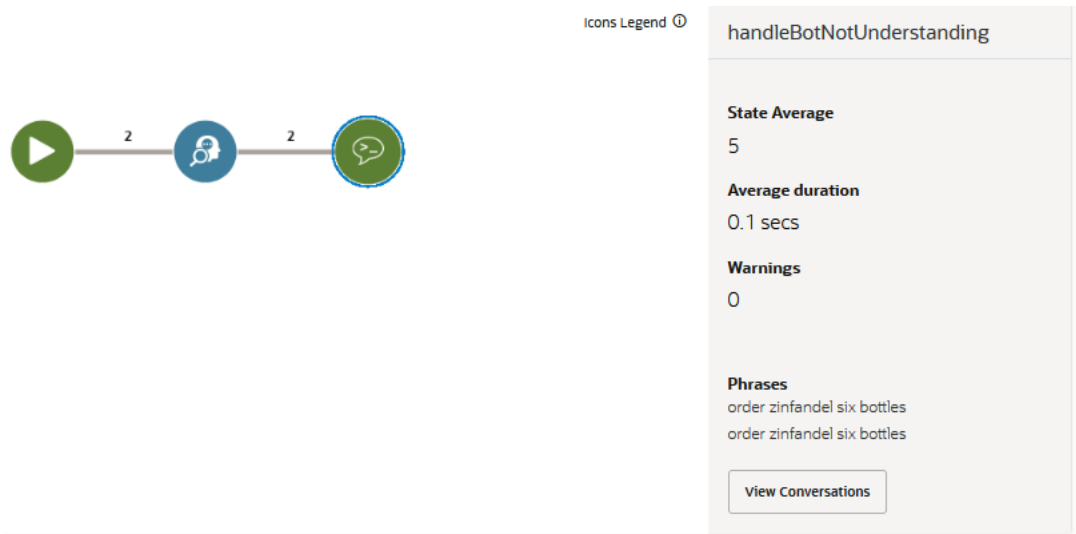 Icons Legend ⓘ
handleBotNotUnderstanding
State Average
5
Average duration
0.1 secs
Warnings
0
2
2
>_
Phrases
order zinfandel six bottles
order zinfandel six bottles
View Conversations